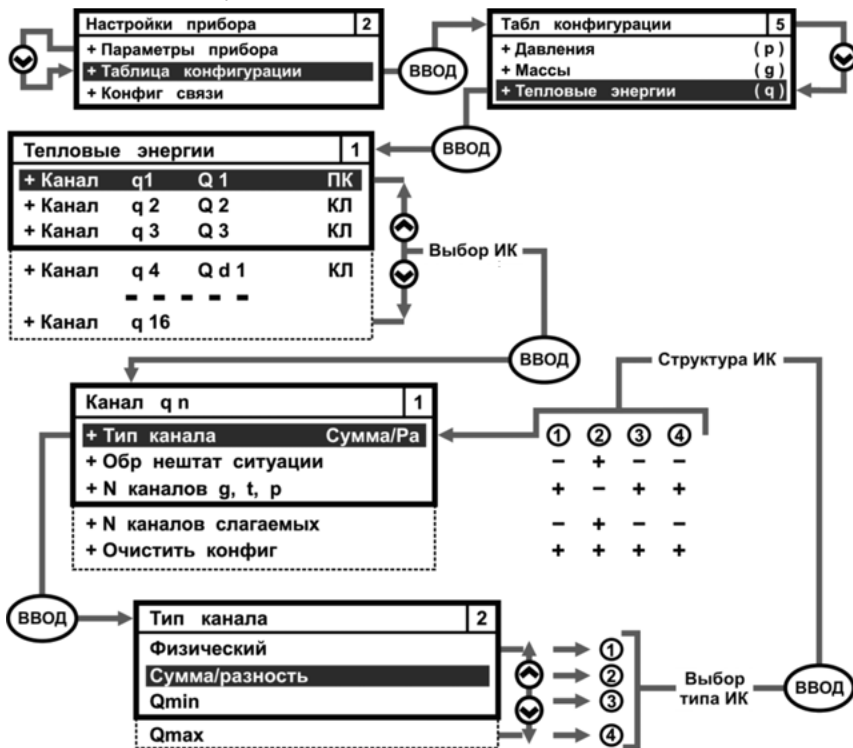 Настройки прибора 2
+ Параметры прибора
+ Таблица конфигурации
+ Конфиг связи
ВВОД
Табл конфигурации 5
+ Давления ( p )
+ Массы ( g )
+ Тепловые энергии ( q )
ВВОД
Тепловые энергии 1
+ Канал q1 Q 1 ПК
+ Канал q 2 Q 2 КЛ
+ Канал q 3 Q 3 КЛ
+ Канал q 4 Q d 1 КЛ
- - - - -
+ Канал q 16
Выбор ИК
ВВОД
Структура ИК
Канал q n 1
+ Тип канала Сумма/Ра
+ Обр нештат ситуации
+ N каналов g, t, p
+ N каналов слагаемых
+ Очистить конфиг
① ② ③ ④
– + – –
+ – + +
– + – –
+ + + +
ВВОД
Тип канала 2
Физический
Сумма/разность
Qmin
Qmax
①
②
③
④
Выбор
типа ИК
ВВОД